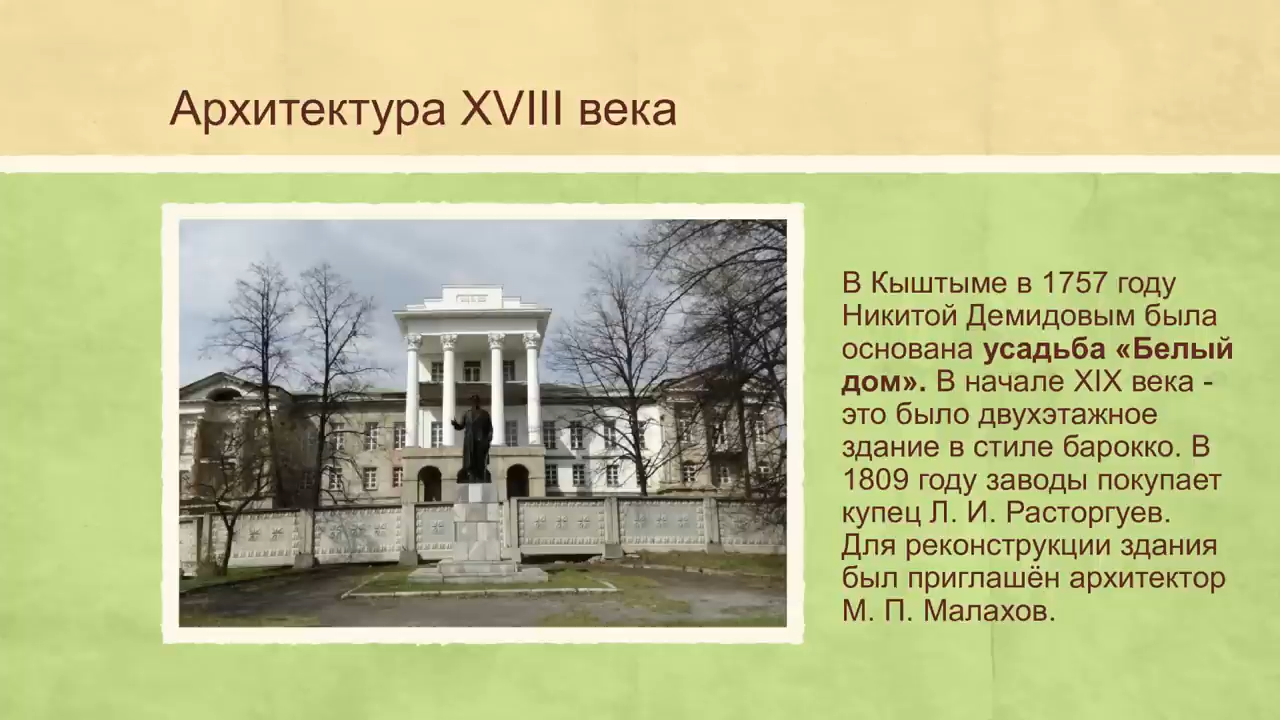 Архитектура XVIII века
В Кыштыме в 1757 году
Никитой Демидовым была
основана усадьба «Белый
дом». В начале XIX века -
это было двухэтажное
здание в стиле барокко. В
1809 году заводы покупает
купец Л. И. Расторгуев.
Для реконструкции здания
был приглашён архитектор
М. П. Малахов.